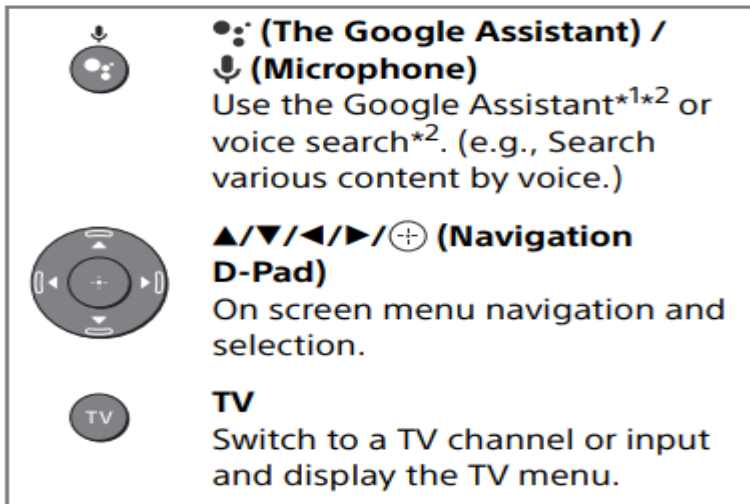 (The Google Assistant) /
(Microphone)
Use the Google Assistant*1*2 or
voice search*2. (e.g., Search
various content by voice.)
▲/▼/◄/►/ (Navigation
D-Pad)
On screen menu navigation and
selection.
TV
TV
Switch to a TV channel or input
and display the TV menu.